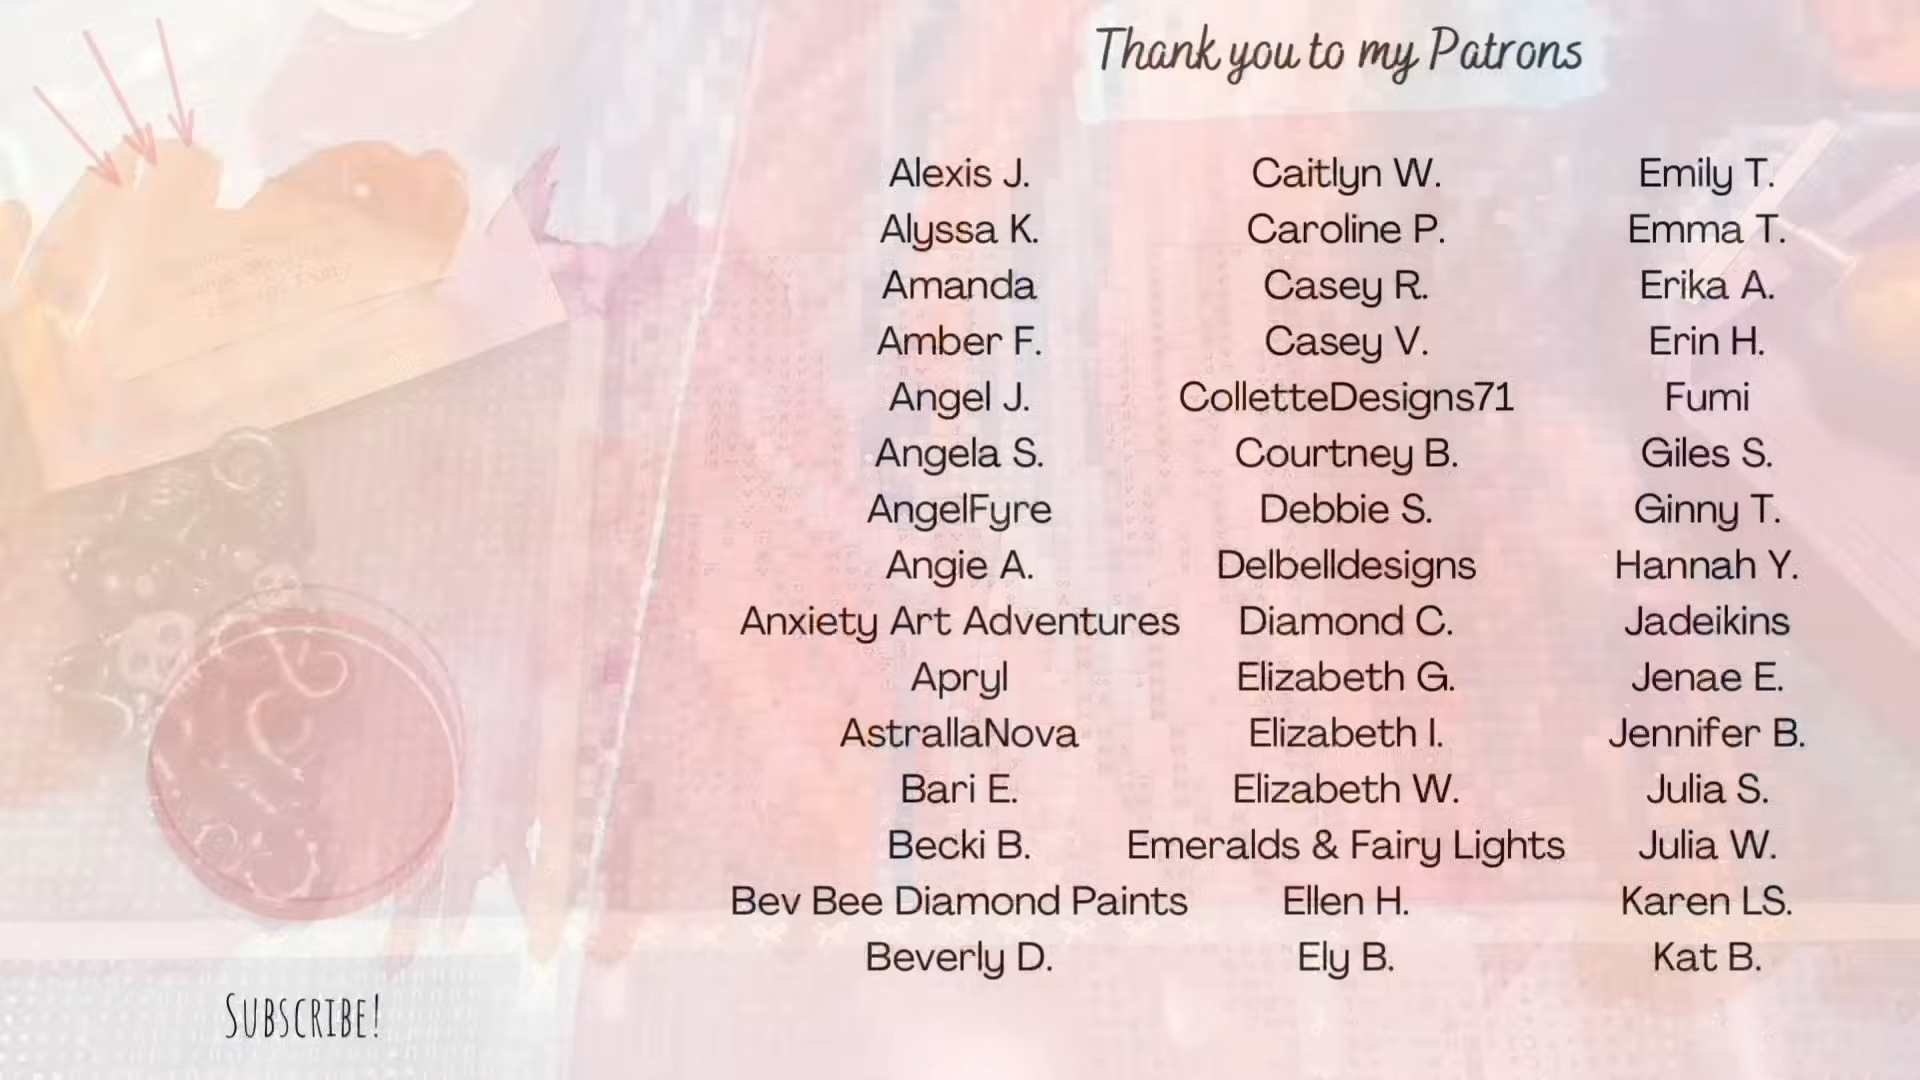 Thank you to my Patrons
Alexis J.
Alyssa K.
Amanda
Amber F.
Angel J.
Angela S.
AngelFyre
Angie A.
Anxiety Art Adventures
Apryl
AstrallaNova
Bari E.
Becki B.
Bev Bee Diamond Paints
Beverly D.
Caitlyn W.
Caroline P.
Casey R.
Casey V.
ColletteDesigns71
Courtney B.
Debbie S.
Delbelldesigns
Diamond C.
Elizabeth G.
Elizabeth I.
Elizabeth W.
Emeralds & Fairy Lights
Ellen H.
Ely B.
Emily T.
Emma T.
Erika A.
Erin H.
Fumi
Giles S.
Ginny T.
Hannah Y.
Jadeikins
Jenae E.
Jennifer B.
Julia S.
Julia W.
Karen LS.
Kat B.
Subscribe!